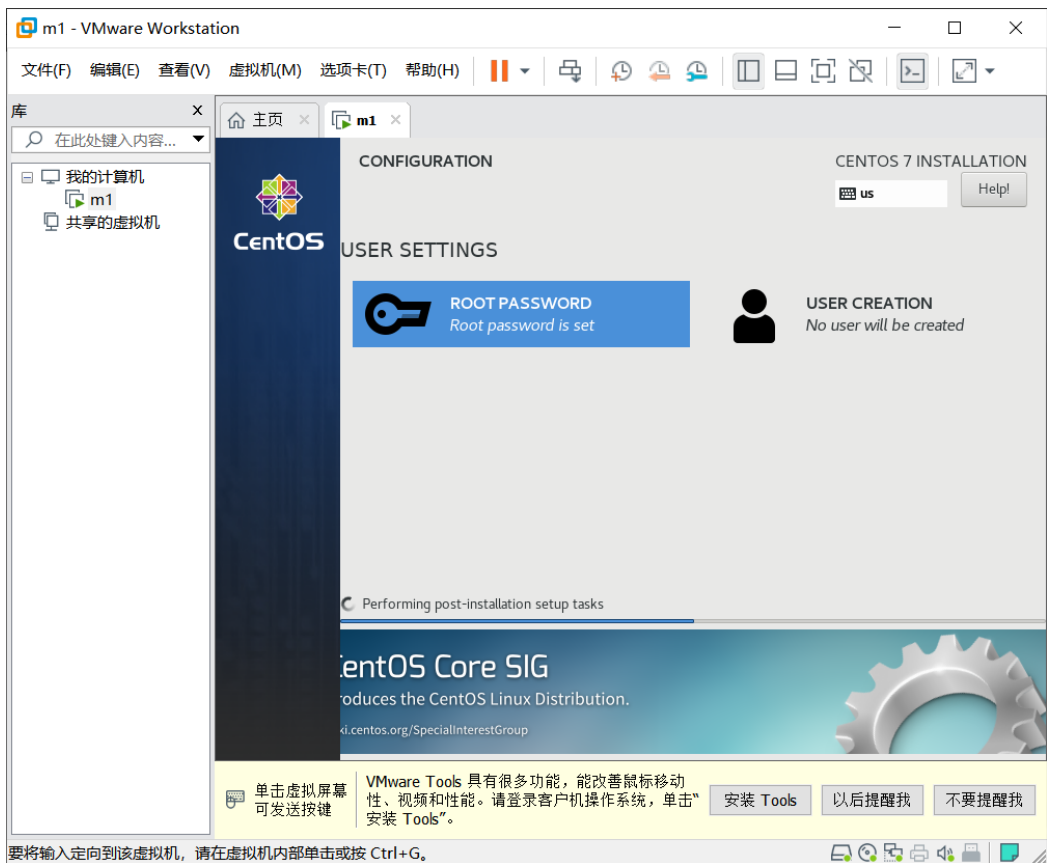 m1 - VMware Workstation
文件(F) 编辑(E) 查看(V) 虚拟机(M) 选项卡(T) 帮助(H)
库
在此处键入内容...
我的计算机
m1
共享的虚拟机
主页
m1
CentOS
CONFIGURATION
CENTOS 7 INSTALLATION
us
Help!
USER SETTINGS
ROOT PASSWORD
Root password is set
USER CREATION
No user will be created
Performing post-installation setup tasks
CentOS Core SIG
roduces the CentOS Linux Distribution.
ki.centos.org/SpecialInterestGroup
单击虚拟屏幕
可发送按键
VMware Tools 具有很多功能，能改善鼠标移动
性、视频和性能。请登录客户机操作系统，单击“
安装 Tools”。
安装 Tools
以后提醒我
不要提醒我
要将输入定向到该虚拟机，请在虚拟机内部单击或按 Ctrl+G。